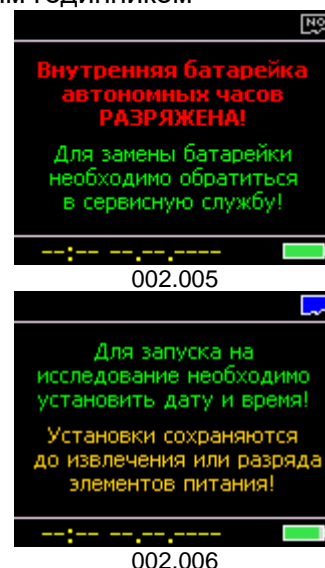 NO
Внутренняя батарейка
автономных часов
РАЗРЯЖЕНА!
Для замены батарейки
необходимо обратиться
в сервисную службу!
--:-- --.--.----
002.005
Для запуска на
исследование необходимо
установить дату и время!
Установки сохраняются
до извлечения или разряда
элементов питания!
--:-- --.--.----
002.006